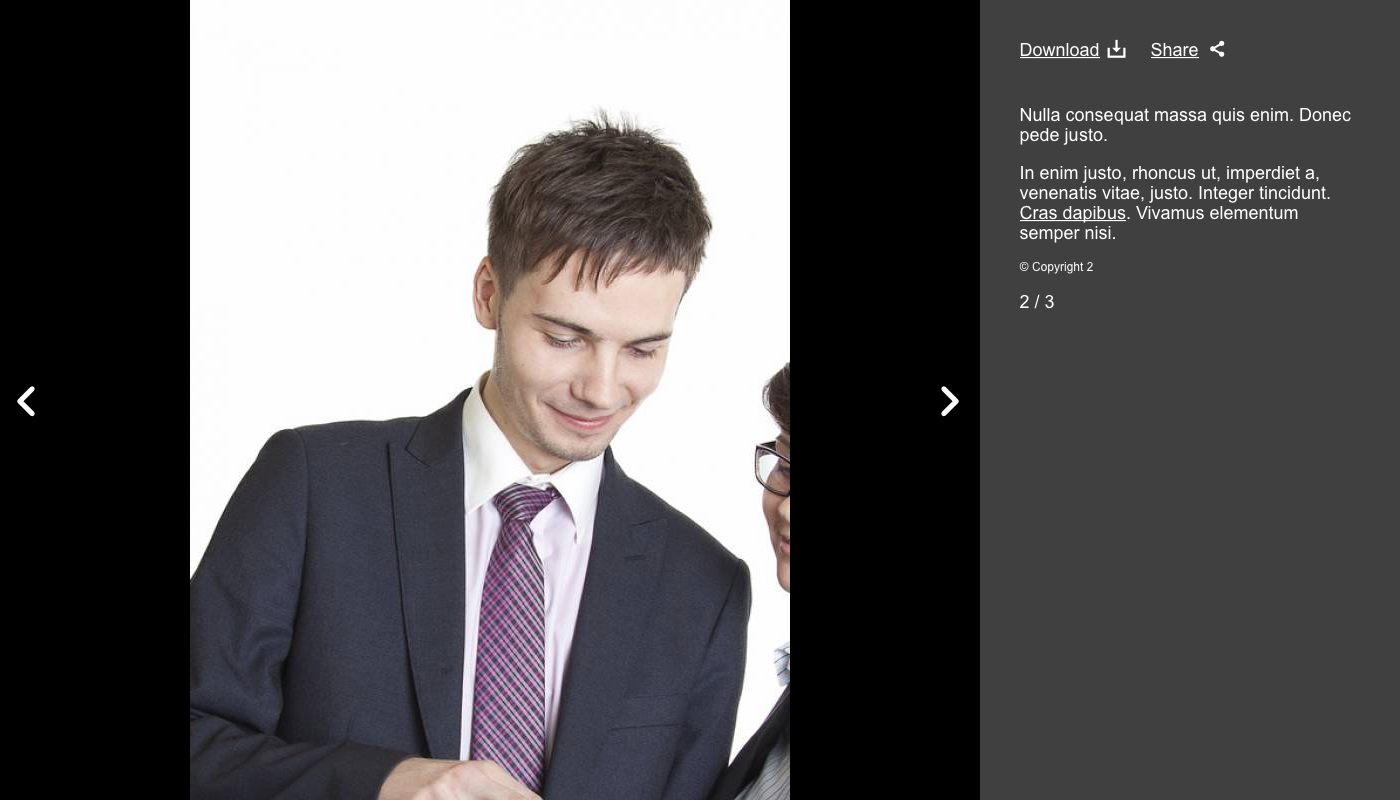 Download Share
Nulla consequat massa quis enim. Donec
pede justo.
In enim justo, rhoncus ut, imperdiet a,
venenatis vitae, justo. Integer tincidunt.
Cras dapibus. Vivamus elementum
semper nisi.
© Copyright 2
2 / 3